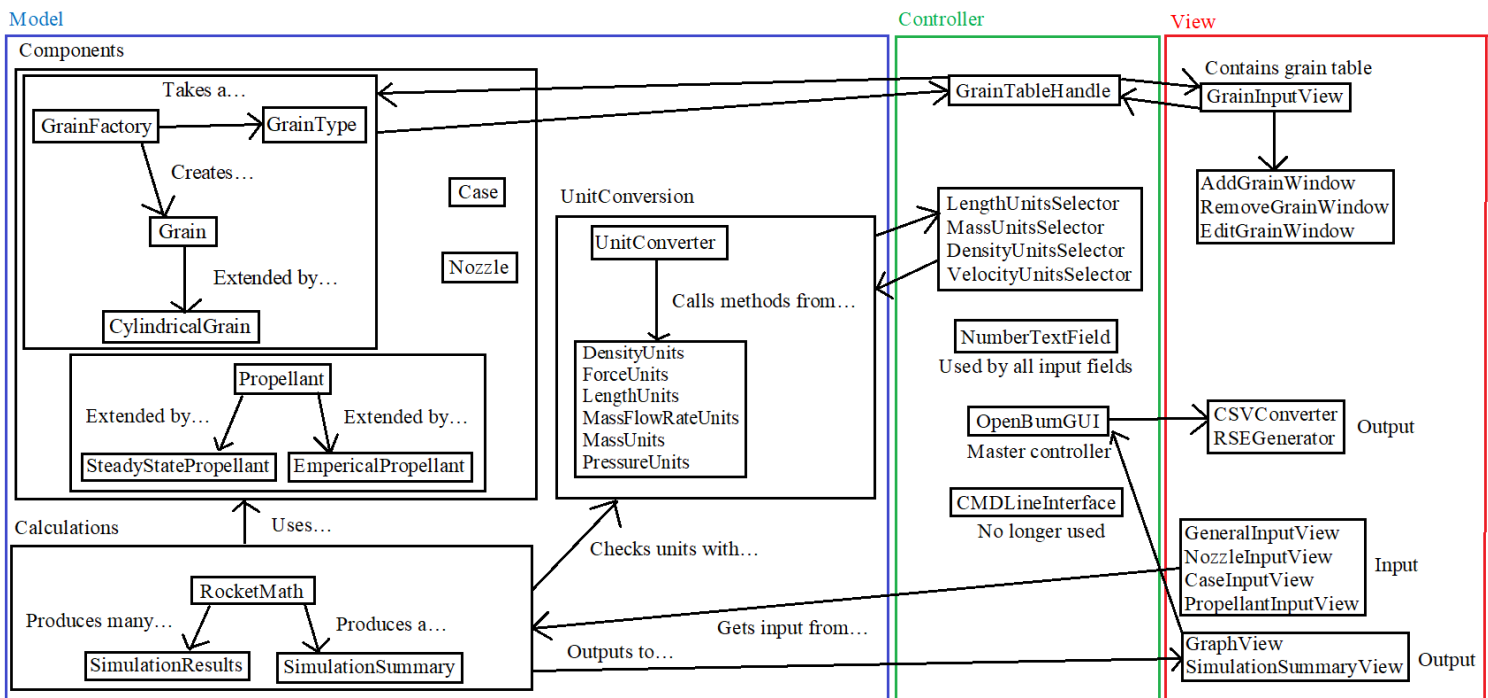 Model
Controller
View
Components
Takes a…
GrainFactory
GrainType
Creates…
Grain
Extended by…
CylindricalGrain
Case
Nozzle
Propellant
Extended by…
Extended by…
SteadyStatePropellant
EmpericalPropellant
UnitConversion
UnitConverter
Calls methods from…
DensityUnits
ForceUnits
LengthUnits
MassFlowRateUnits
MassUnits
PressureUnits
Calculations
Uses…
Checks units with…
RocketMath
Produces many…
Produces a…
SimulationResults
SimulationSummary
Gets input from…
Outputs to…
GrainTableHandle
LengthUnitsSelector
MassUnitsSelector
DensityUnitsSelector
VelocityUnitsSelector
NumberTextField
Used by all input fields
OpenBurnGUI
Master controller
CMDLineInterface
No longer used
Contains grain table
GrainInputView
AddGrainWindow
RemoveGrainWindow
EditGrainWindow
CSVConverter
RSEGenerator
Output
GeneralInputView
NozzleInputView
CaseInputView
PropellantInputView
Input
GraphView
SimulationSummaryView
Output